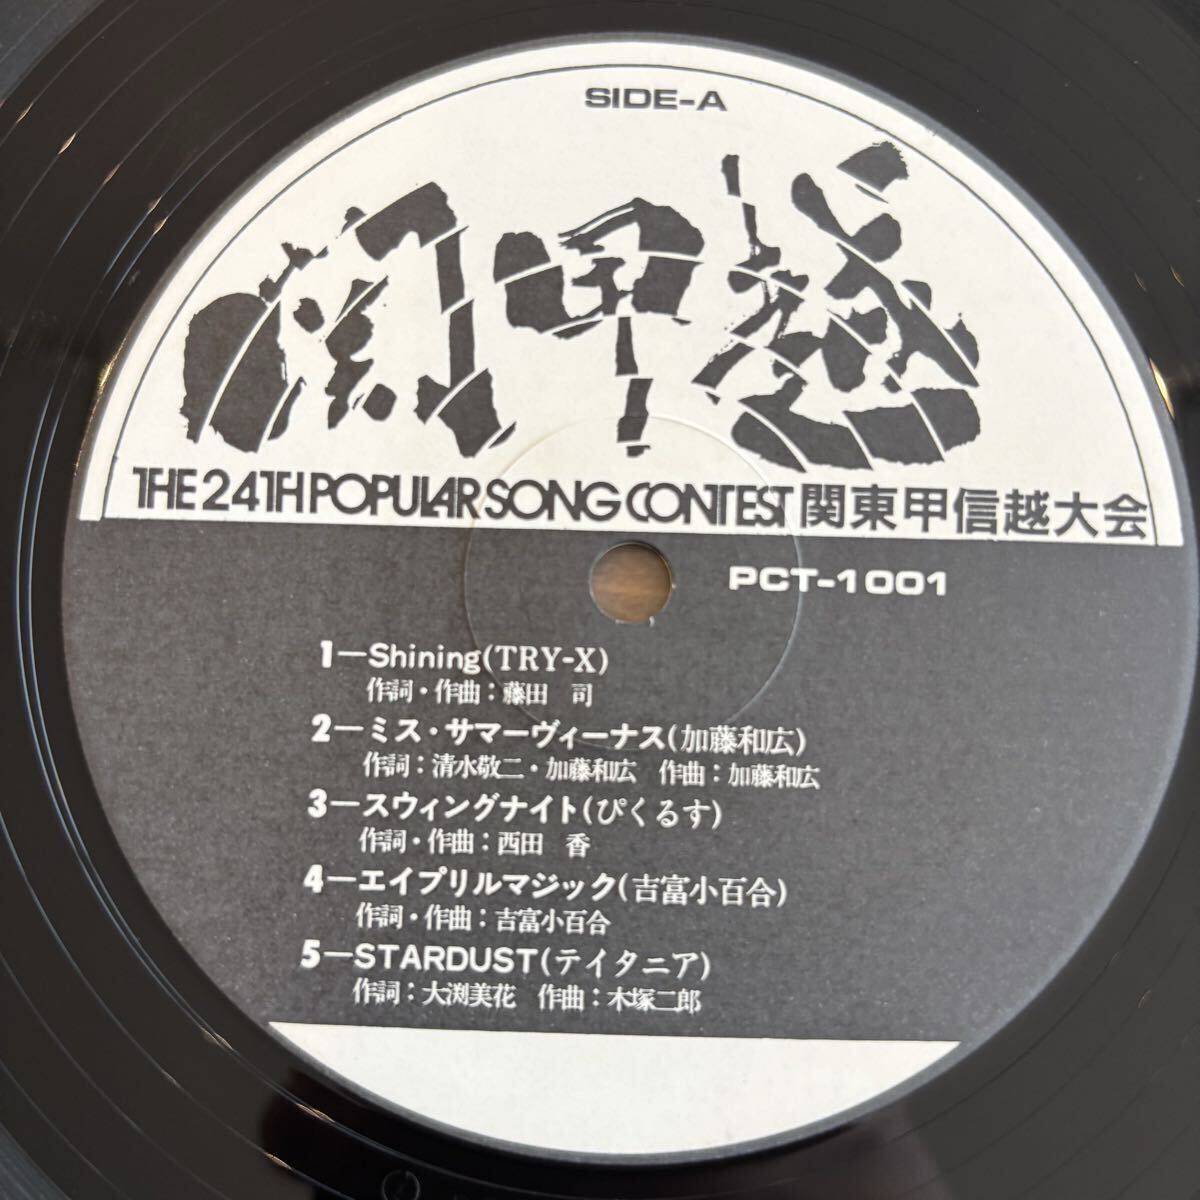 SIDE-A
関甲越
THE 24TH POPULAR SONG CONTEST 関東甲信越大会
PCT-1001
1—Shining(TRY-X)
作詞・作曲：藤田　司
2—ミス・サマーヴィーナス(加藤和広)
作詞：清水敬二・加藤和広　作曲：加藤和広
3—スウィングナイト(ぴくるす)
作詞・作曲：西田　香
4—エイプリルマジック(吉富小百合)
作詞・作曲：吉富小百合
5—STARDUST(テイタニア)
作詞：大渕美花　作曲：木塚二郎